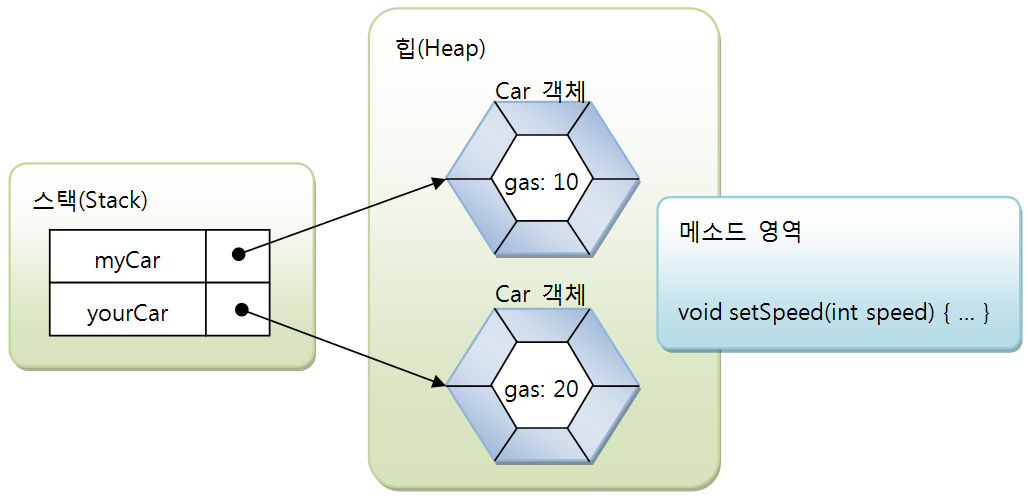 스택(Stack)
myCar
yourCar
힙(Heap)
Car 객체
gas: 10
Car 객체
gas: 20
메소드 영역
void setSpeed(int speed) { ... }